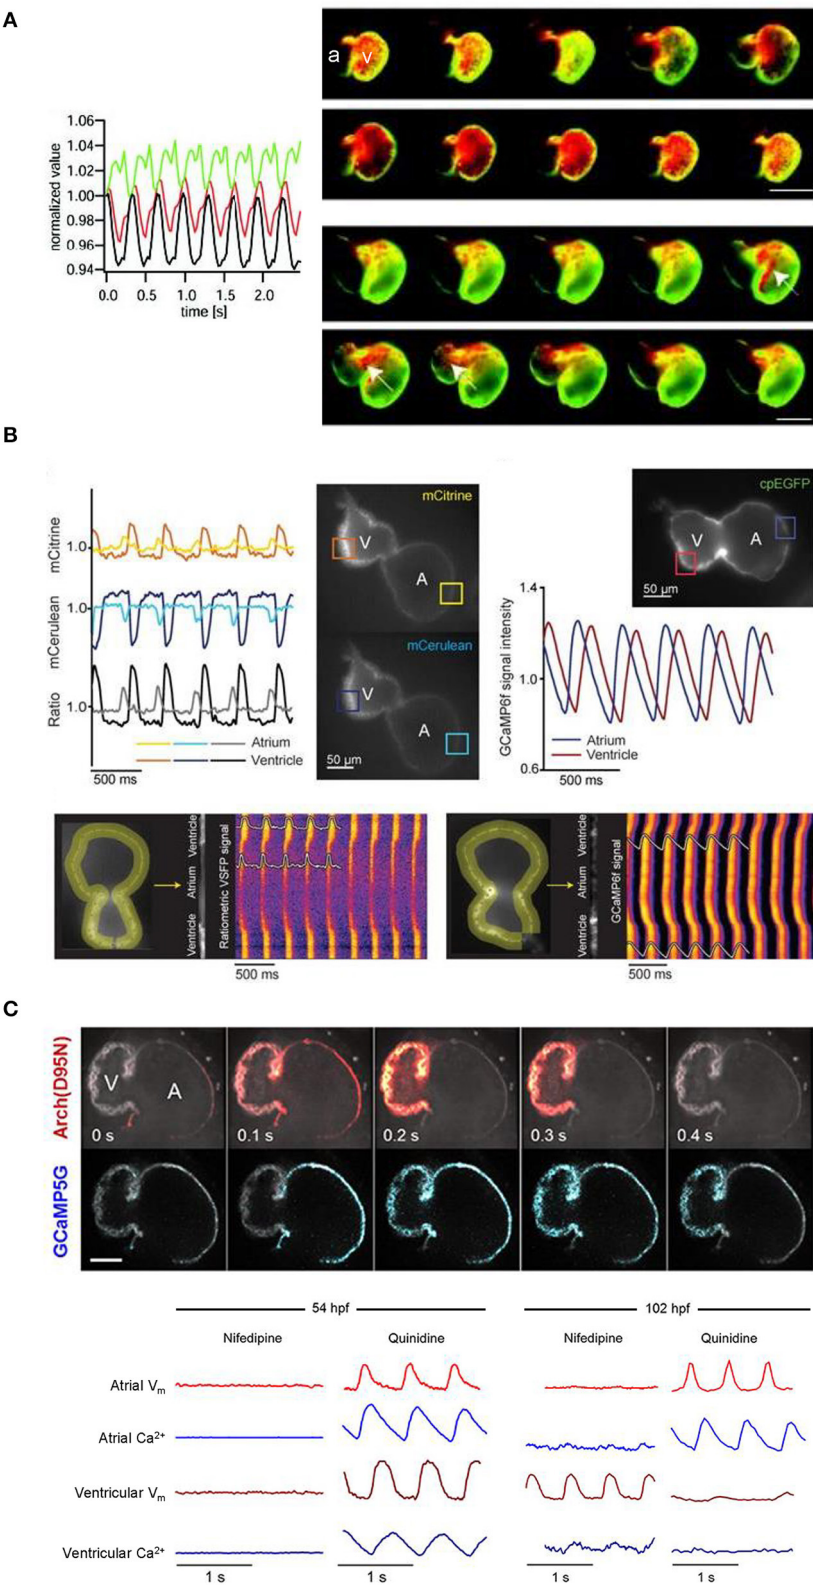 A
a
V
1.06
1.04
1.02
1.00
0.98
0.96
0.94
normalized value
0.0 0.5 1.0 1.5 2.0
time [s]
B
mCitrine
1.0
mCerulean
1.0
Ratio
1.0
Atrium
Ventricle
500 ms
mCitrine
V
A
mCerulean
V
A
50 µm
cpEGFP
V
A
50 µm
1.4
1.0
0.6
GCaMP6f signal intensity
Atrium
Ventricle
500 ms
Ventricle
Atrium
Ventricle
Ratiometric VSFP signal
500 ms
Ventricle
Atrium
Ventricle
GCaMP6f signal
500 ms
C
Arch(D95N)
V
A
0 s 0.1 s 0.2 s 0.3 s 0.4 s
GCaMP5G
54 hpf 102 hpf
Nifedipine Quinidine Nifedipine Quinidine
Atrial Vm
Atrial Ca2+
Ventricular Vm
Ventricular Ca2+
1 s 1 s 1 s 1 s